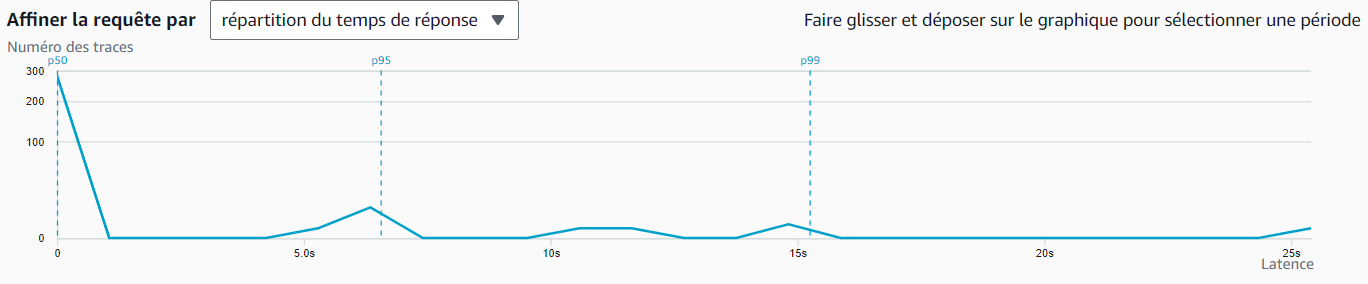 Affiner la requête par répartition du temps de réponse Faire glisser et déposer sur le graphique pour sélectionner une période
Numéro des traces
p50 p95 p99
300
200
100
0
0 5.0s 10s 15s 20s 25s
Latence